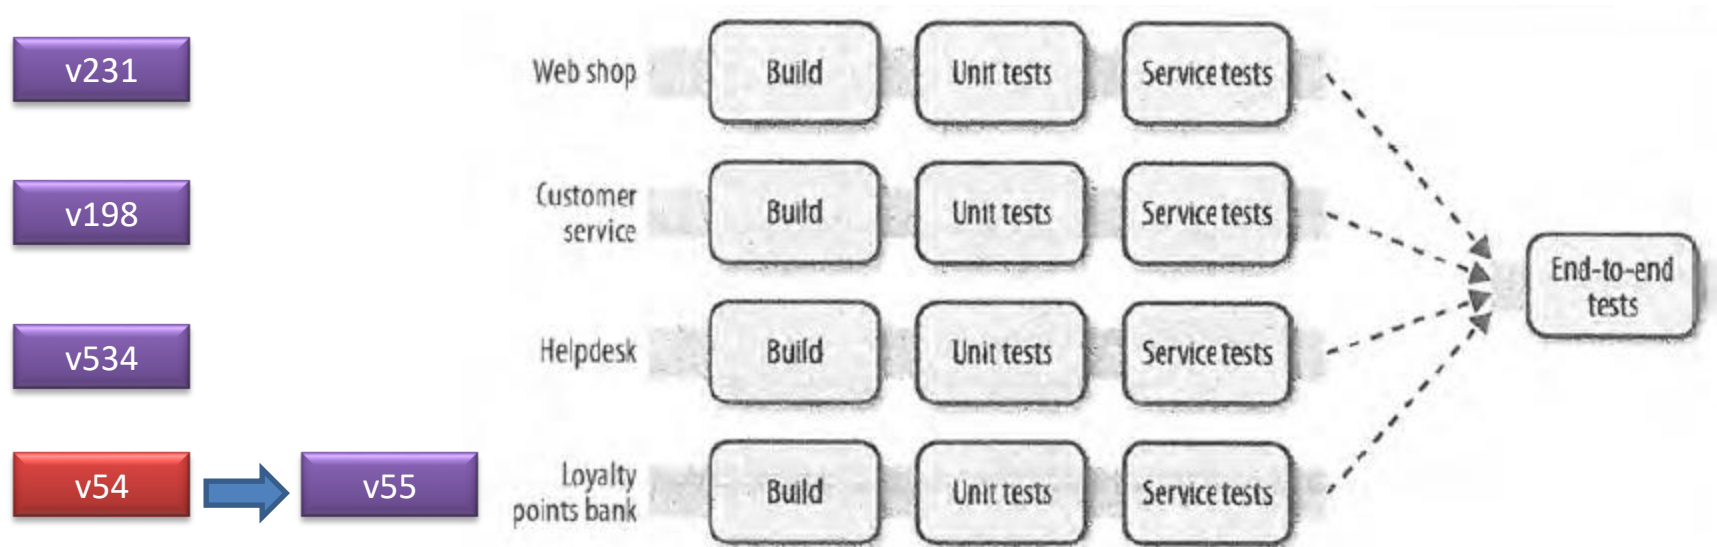 v231
Web shop
Build
Unit tests
Service tests
v198
Customer
service
Build
Unit tests
Service tests
End-to-end
tests
v534
Helpdesk
Build
Unit tests
Service tests
v54
v55
Loyalty
points bank
Build
Unit tests
Service tests